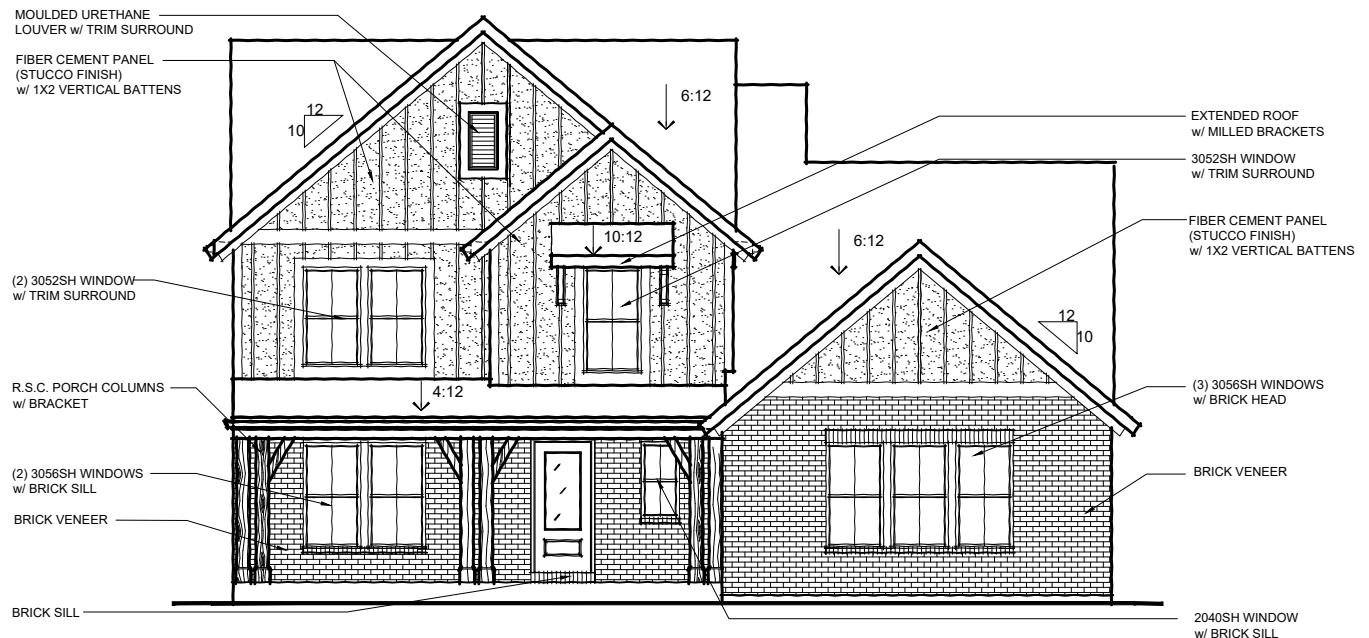 MOULDED URETHANE
LOUVER w/ TRIM SURROUND
FIBER CEMENT PANEL
(STUCCO FINISH)
w/ 1X2 VERTICAL BATTENS
12
10
6:12
EXTENDED ROOF
w/ MILLED BRACKETS
3052SH WINDOW
w/ TRIM SURROUND
FIBER CEMENT PANEL
(STUCCO FINISH)
w/ 1X2 VERTICAL BATTENS
10:12
6:12
(2) 3052SH WINDOW
w/ TRIM SURROUND
12
10
R.S.C. PORCH COLUMNS
w/ BRACKET
4:12
(3) 3056SH WINDOWS
w/ BRICK HEAD
(2) 3056SH WINDOWS
w/ BRICK SILL
BRICK VENEER
BRICK VENEER
BRICK SILL
2040SH WINDOW
w/ BRICK SILL